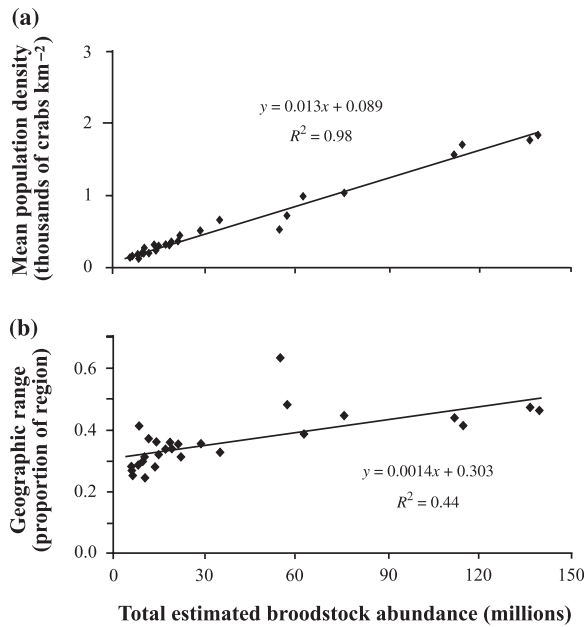 (a)
Mean population density
(thousands of crabs km−2)
3
2
1
0
y = 0.013x + 0.089
R2 = 0.98
(b)
Geographic range
(proportion of region)
0.6
0.4
0.2
0.0
y = 0.0014x + 0.303
R2 = 0.44
0 30 60 90 120 150
Total estimated broodstock abundance (millions)